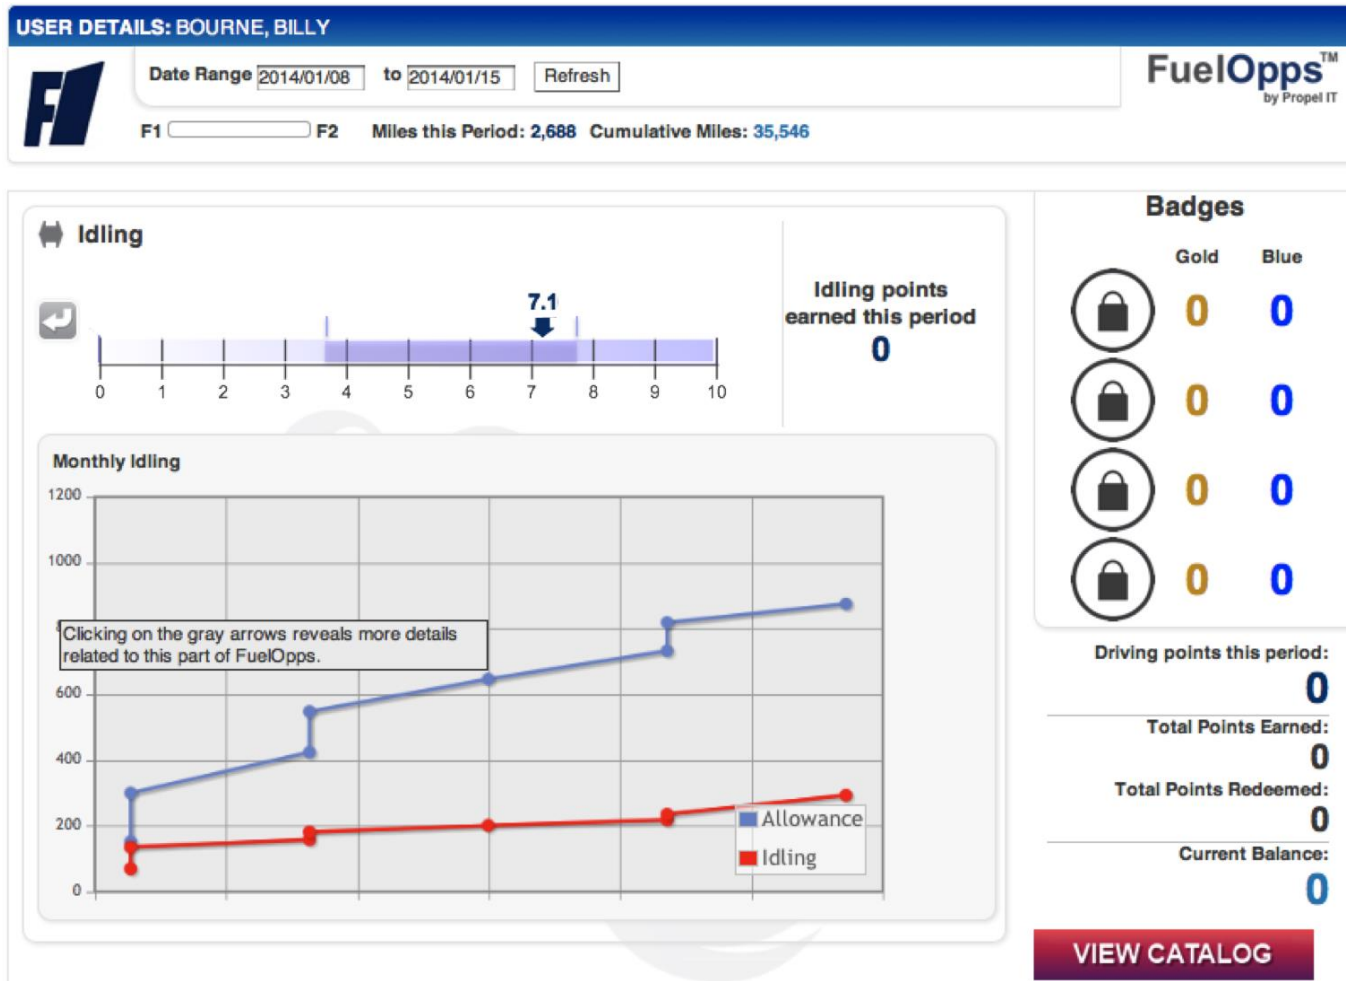 USER DETAILS: BOURNE, BILLY
F1
Date Range 2014/01/08 to 2014/01/15 Refresh
FuelOpps™
by Propel IT
F1 F2 Miles this Period: 2,688 Cumulative Miles: 35,546
Idling
7.1
0 1 2 3 4 5 6 7 8 9 10
Idling points
earned this period
0
Monthly Idling
1200
1000
Clicking on the gray arrows reveals more details
related to this part of FuelOpps.
600
400
200
0
Allowance
Idling
Badges
Gold Blue
0 0
0 0
0 0
0 0
Driving points this period:
0
Total Points Earned:
0
Total Points Redeemed:
0
Current Balance:
0
VIEW CATALOG